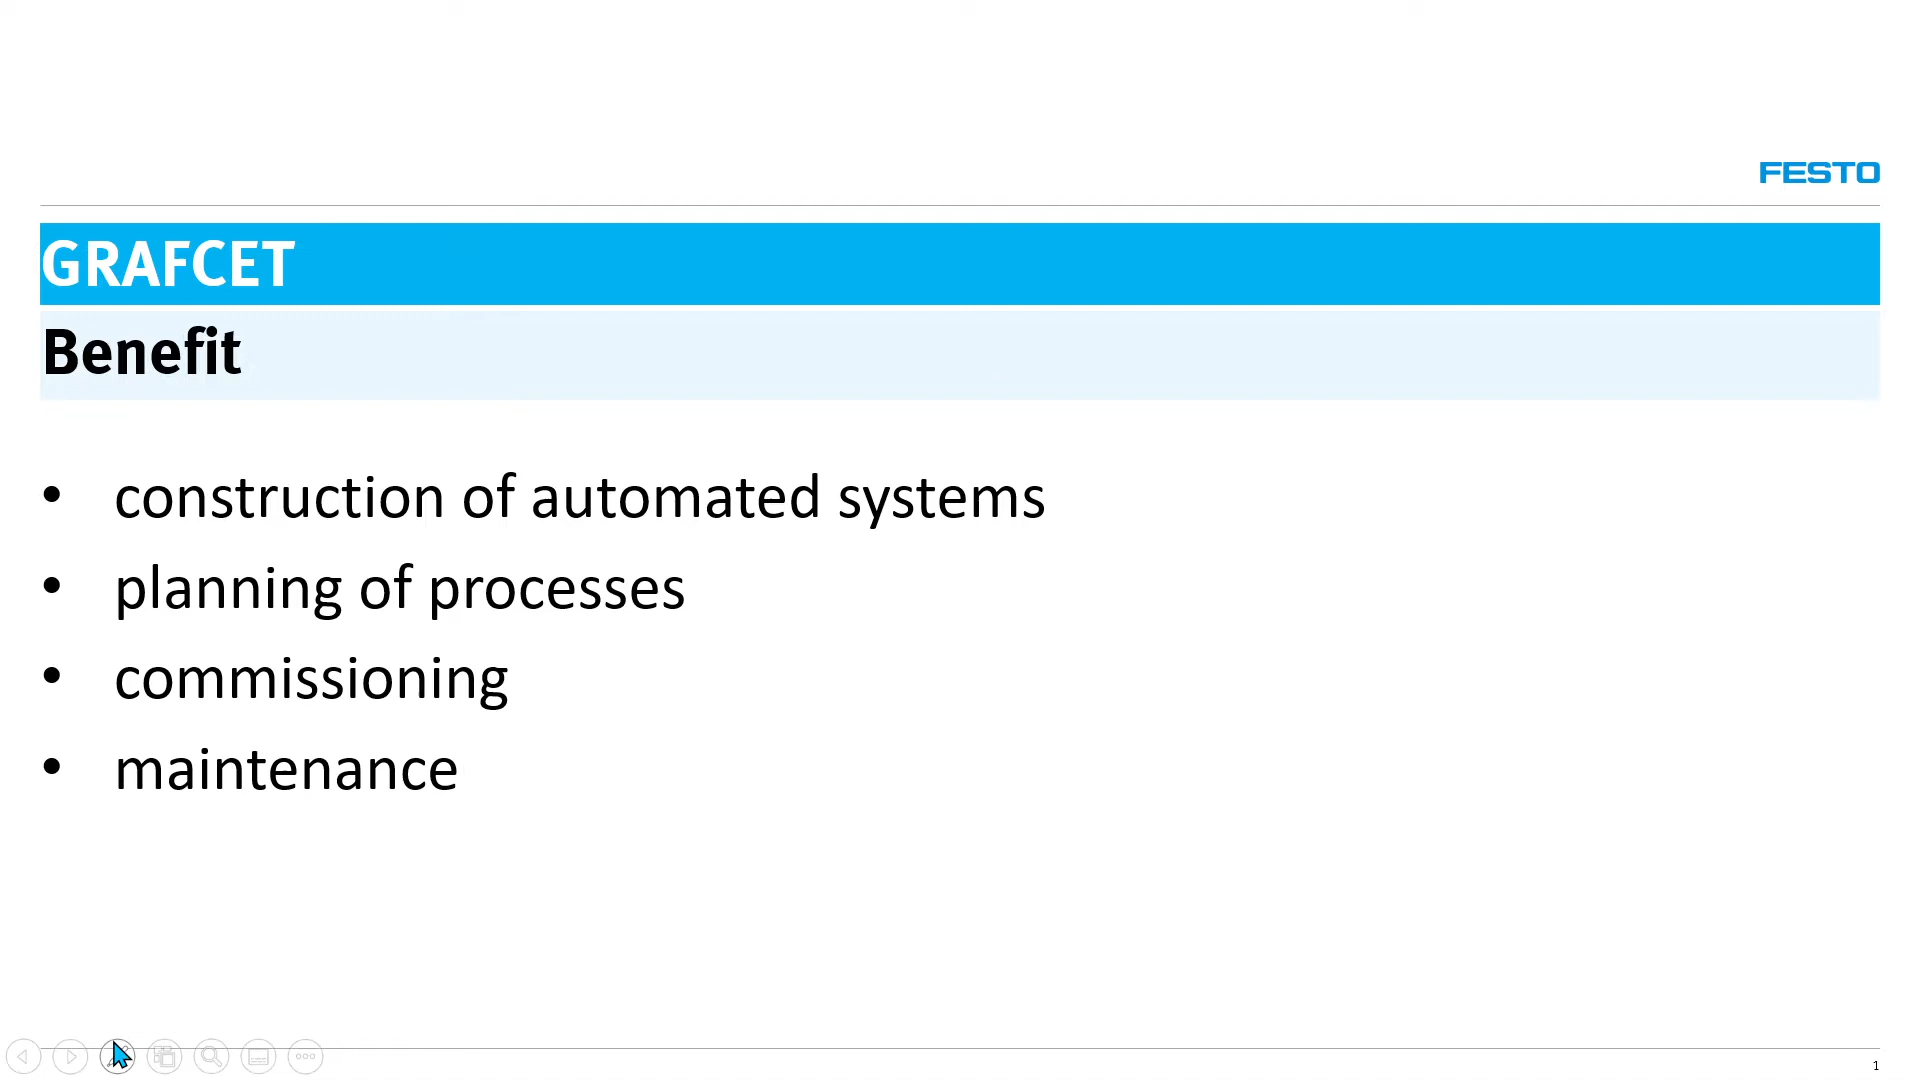 FESTO
GRAFCET
Benefit
• construction of automated systems
• planning of processes
• commissioning
• maintenance
1